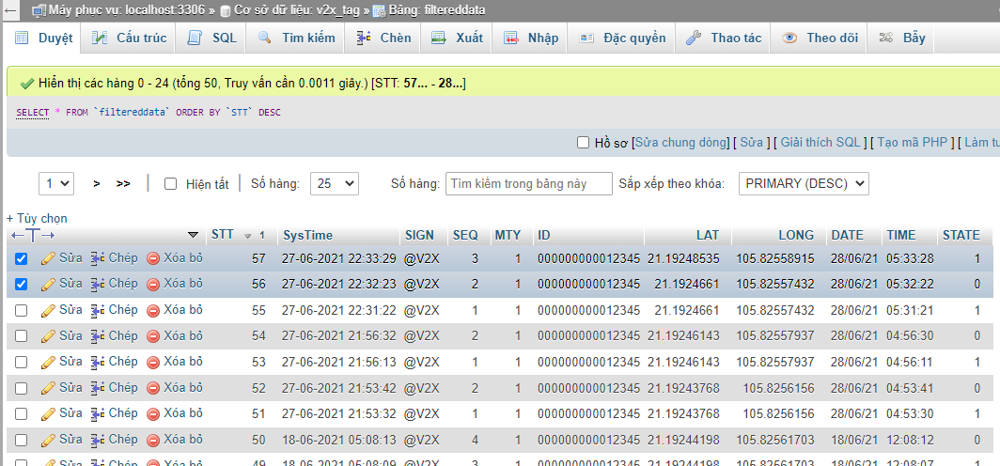 Máy phục vụ: localhost:3306 » Cơ sở dữ liệu: v2x_tag » Bảng: filtereddata
Duyệt Cấu trúc SQL Tìm kiếm Chèn Xuất Nhập Đặc quyền Thao tác Theo dõi Bẫy
Hiển thị các hàng 0 - 24 (tổng 50, Truy vấn cần 0.0011 giây.) [STT: 57... - 28...]
SELECT * FROM `filtereddata` ORDER BY `STT` DESC
Hồ sơ [Sửa chung dòng] [ Sửa ] [ Giải thích SQL ] [ Tạo mã PHP ] [ Làm tư
1 > >> | Hiện tất | Số hàng: 25 Số hàng: Tìm kiếm trong bảng này Sắp xếp theo khóa: PRIMARY (DESC)
+ Tùy chọn
←T→ STT 1 SysTime SIGN SEQ MTY ID LAT LONG DATE TIME STATE
Sửa Chép Xóa bỏ 57 27-06-2021 22:33:29 @V2X 3 1 000000000012345 21.19248535 105.82558915 28/06/21 05:33:28 1
Sửa Chép Xóa bỏ 56 27-06-2021 22:32:23 @V2X 2 1 000000000012345 21.1924661 105.82557432 28/06/21 05:32:22 0
Sửa Chép Xóa bỏ 55 27-06-2021 22:31:22 @V2X 1 1 000000000012345 21.1924661 105.82557432 28/06/21 05:31:21 1
Sửa Chép Xóa bỏ 54 27-06-2021 21:56:32 @V2X 2 1 000000000012345 21.19246143 105.82557937 28/06/21 04:56:30 0
Sửa Chép Xóa bỏ 53 27-06-2021 21:56:13 @V2X 1 1 000000000012345 21.19246143 105.82557937 28/06/21 04:56:11 1
Sửa Chép Xóa bỏ 52 27-06-2021 21:53:42 @V2X 2 1 000000000012345 21.19243768 105.8256156 28/06/21 04:53:41 0
Sửa Chép Xóa bỏ 51 27-06-2021 21:53:32 @V2X 1 1 000000000012345 21.19243768 105.8256156 28/06/21 04:53:30 1
Sửa Chép Xóa bỏ 50 18-06-2021 05:08:13 @V2X 4 1 000000000012345 21.19244198 105.82561703 18/06/21 12:08:12 0
Sửa Chép Xóa bỏ 49 18-06-2021 05:08:09 @V2X 3 1 000000000012345 21.19244198 105.82561703 18/06/21 12:08:07 1